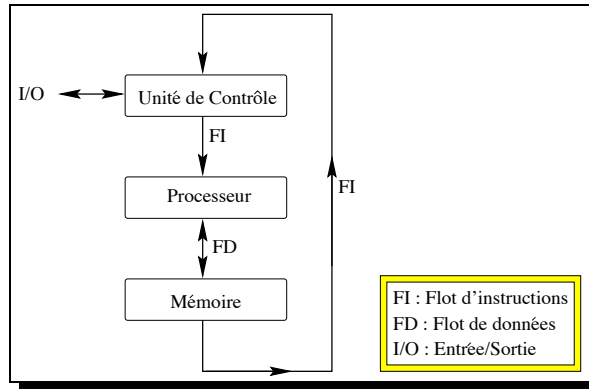 I/O
Unité de Contrôle
FI
Processeur
FI
FD
Mémoire
FI : Flot d'instructions
FD : Flot de données
I/O : Entrée/Sortie